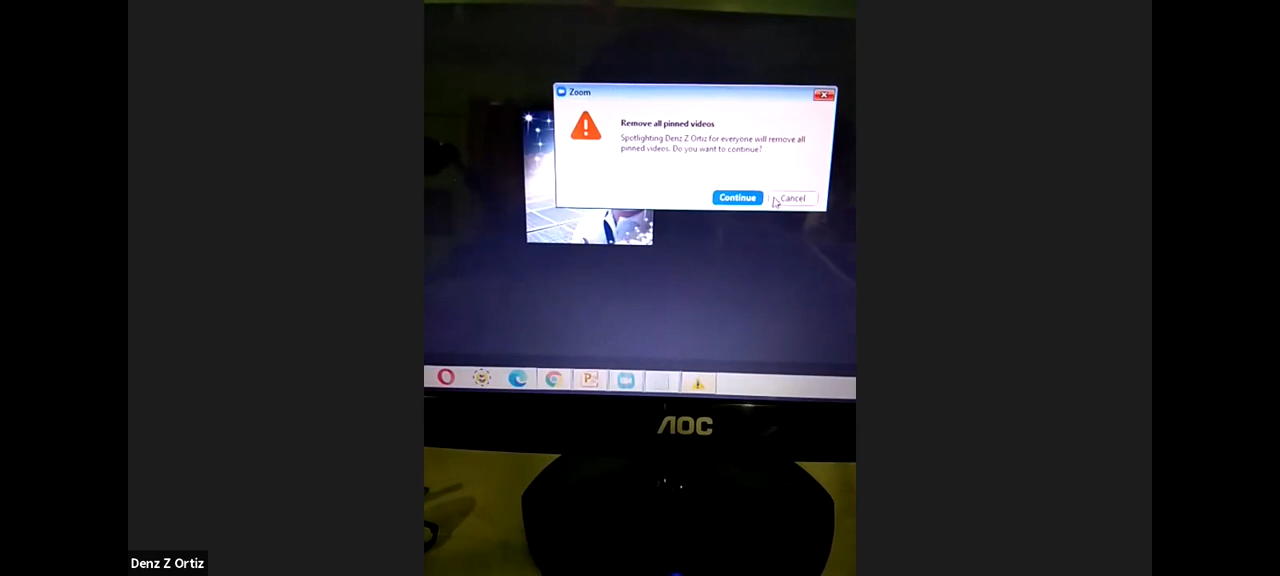 Zoom
Remove all pinned videos
Spotlighting Denz Z Ortiz for everyone will remove all
pinned videos. Do you want to continue?
Continue
Cancel
AOC
Denz Z Ortiz